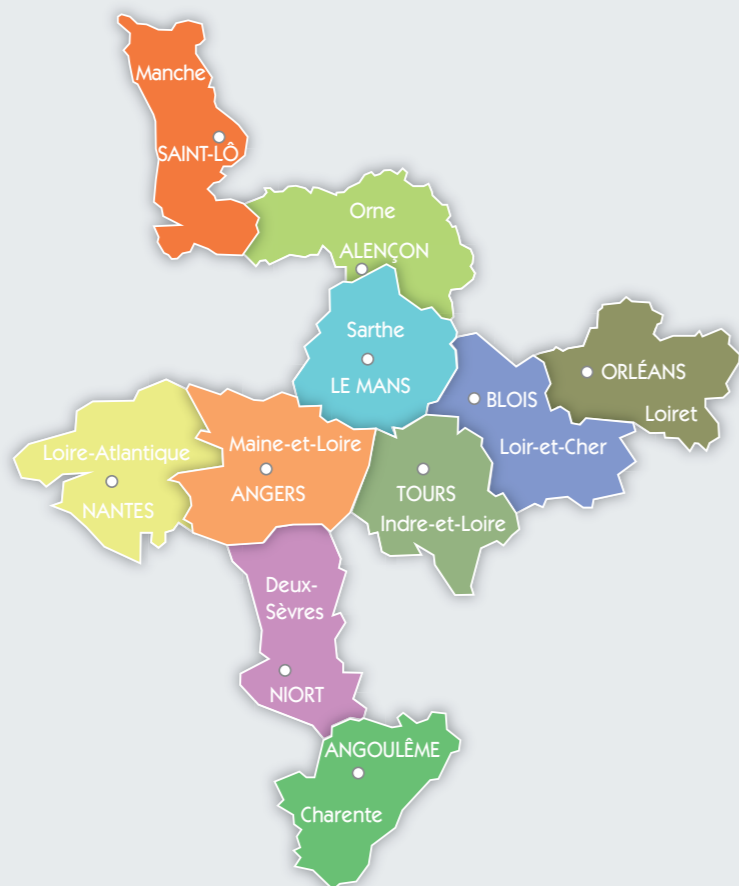 Manche
SAINT-LÔ
Orne
ALENÇON
Sarthe
LE MANS
BLOIS
Loir-et-Cher
ORLÉANS
Loiret
Loire-Atlantique
NANTES
Maine-et-Loire
ANGERS
TOURS
Indre-et-Loire
Deux-
Sèvres
NIORT
ANGOULÊME
Charente